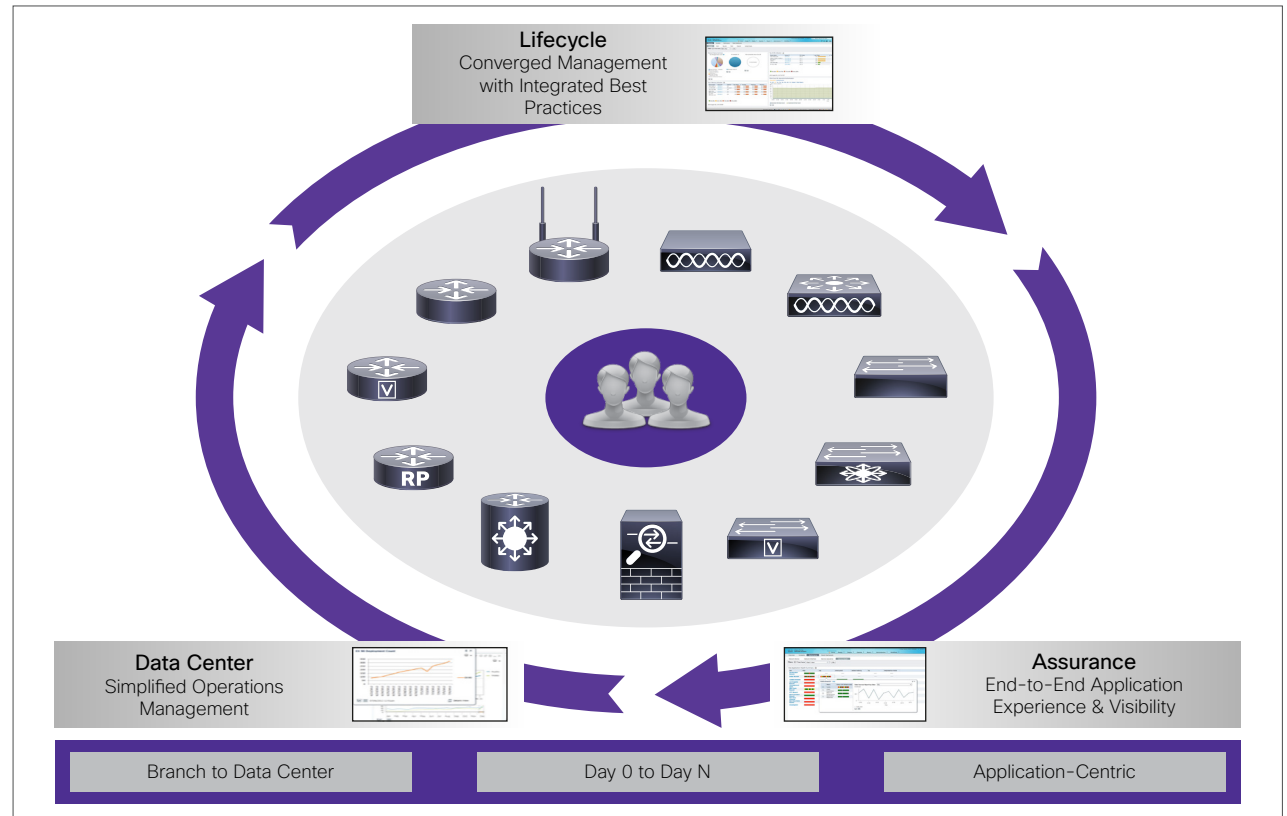 Lifecycle
Converged Management
with Integrated Best
Practices
V
RP
V
Data Center
Simplified Operations
Management
Assurance
End-to-End Application
Experience & Visibility
Branch to Data Center
Day 0 to Day N
Application-Centric